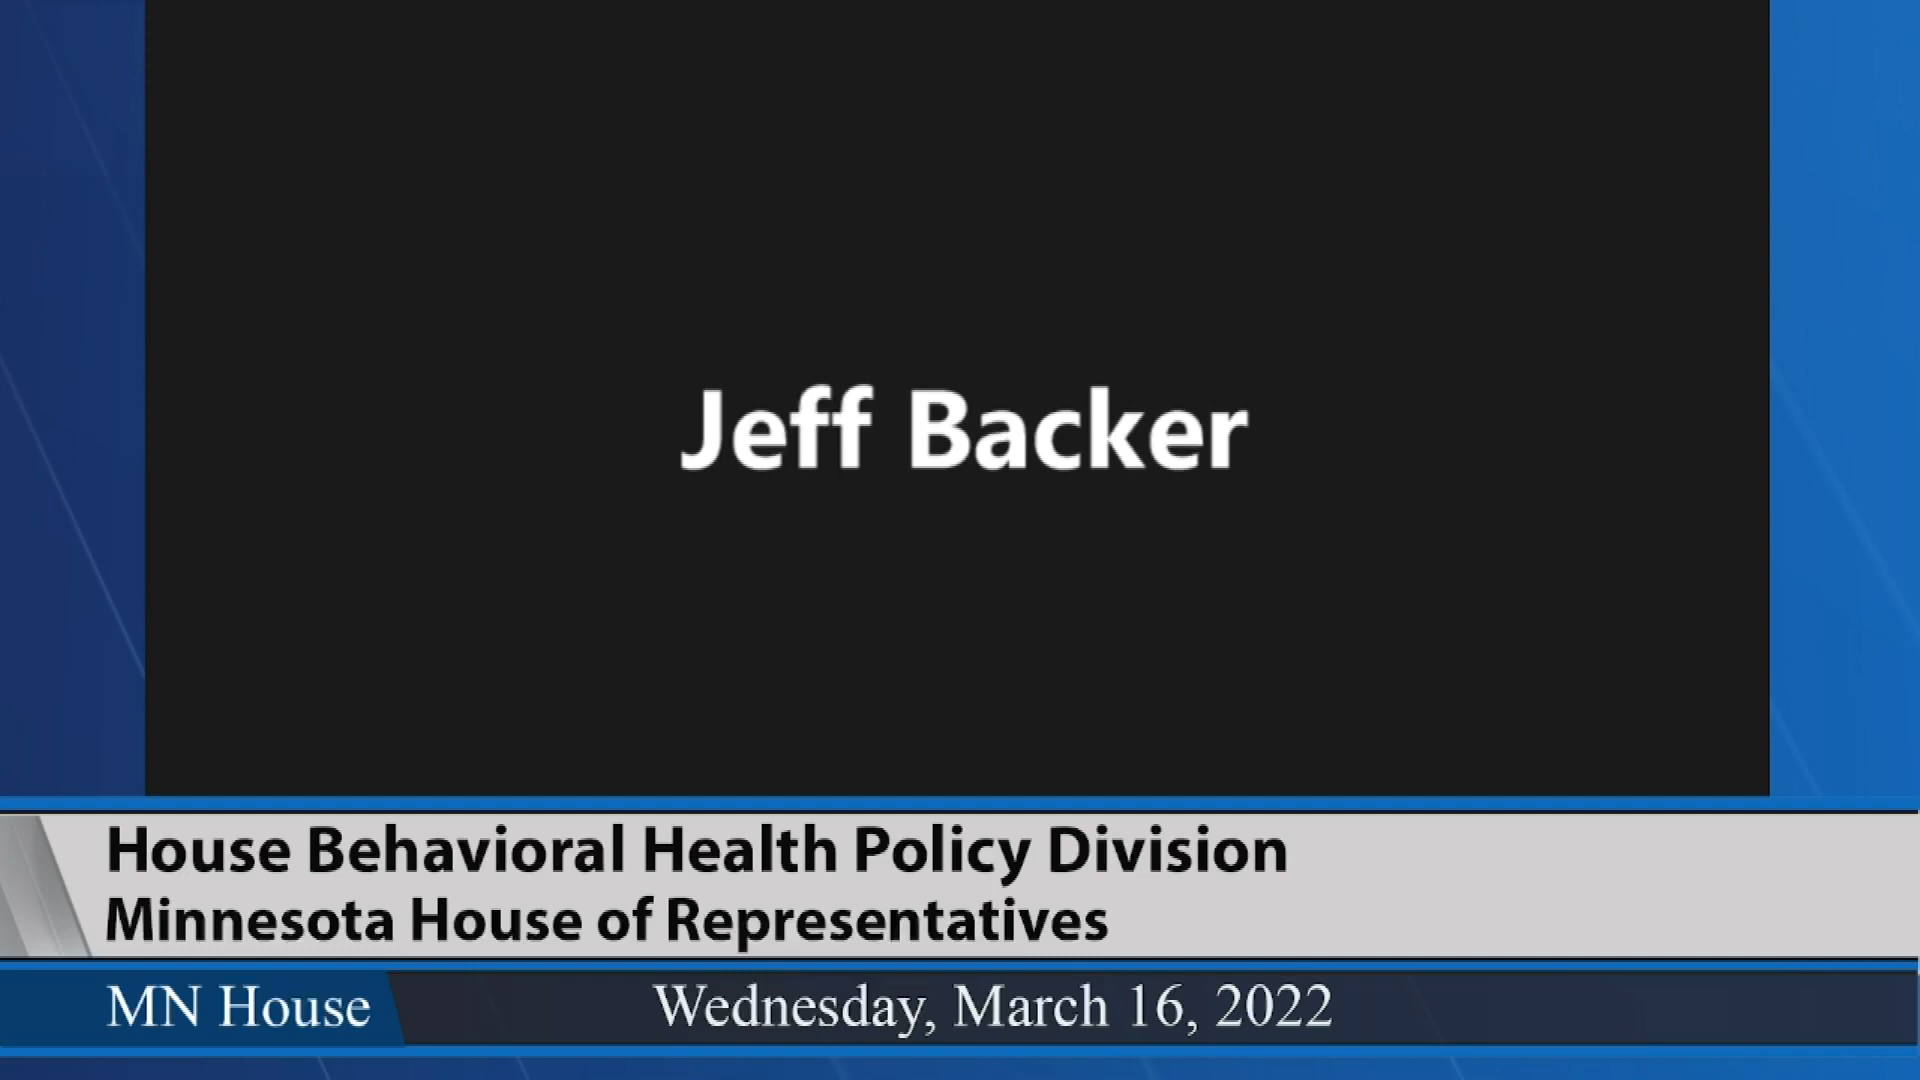 Jeff Backer
House Behavioral Health Policy Division
Minnesota House of Representatives
MN House
Wednesday, March 16, 2022